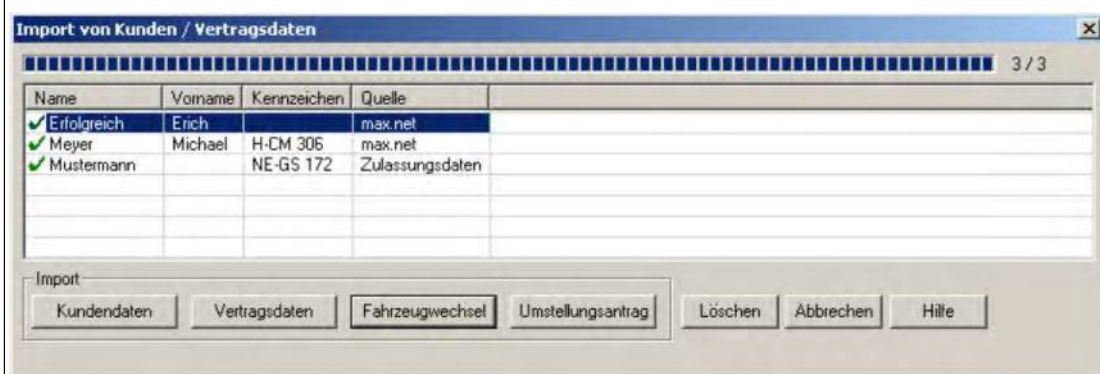 Import von Kunden / Vertragsdaten
3 / 3
Name Vorname Kennzeichen Quelle
Erfolgreich Erich max.net
Meyer Michael H-CM 306 max.net
Mustermann NE-GS 172 Zulassungsdaten
Import
Kundendaten Vertragsdaten Fahrzeugwechsel Umstellungsantrag Löschen Abbrechen Hilfe